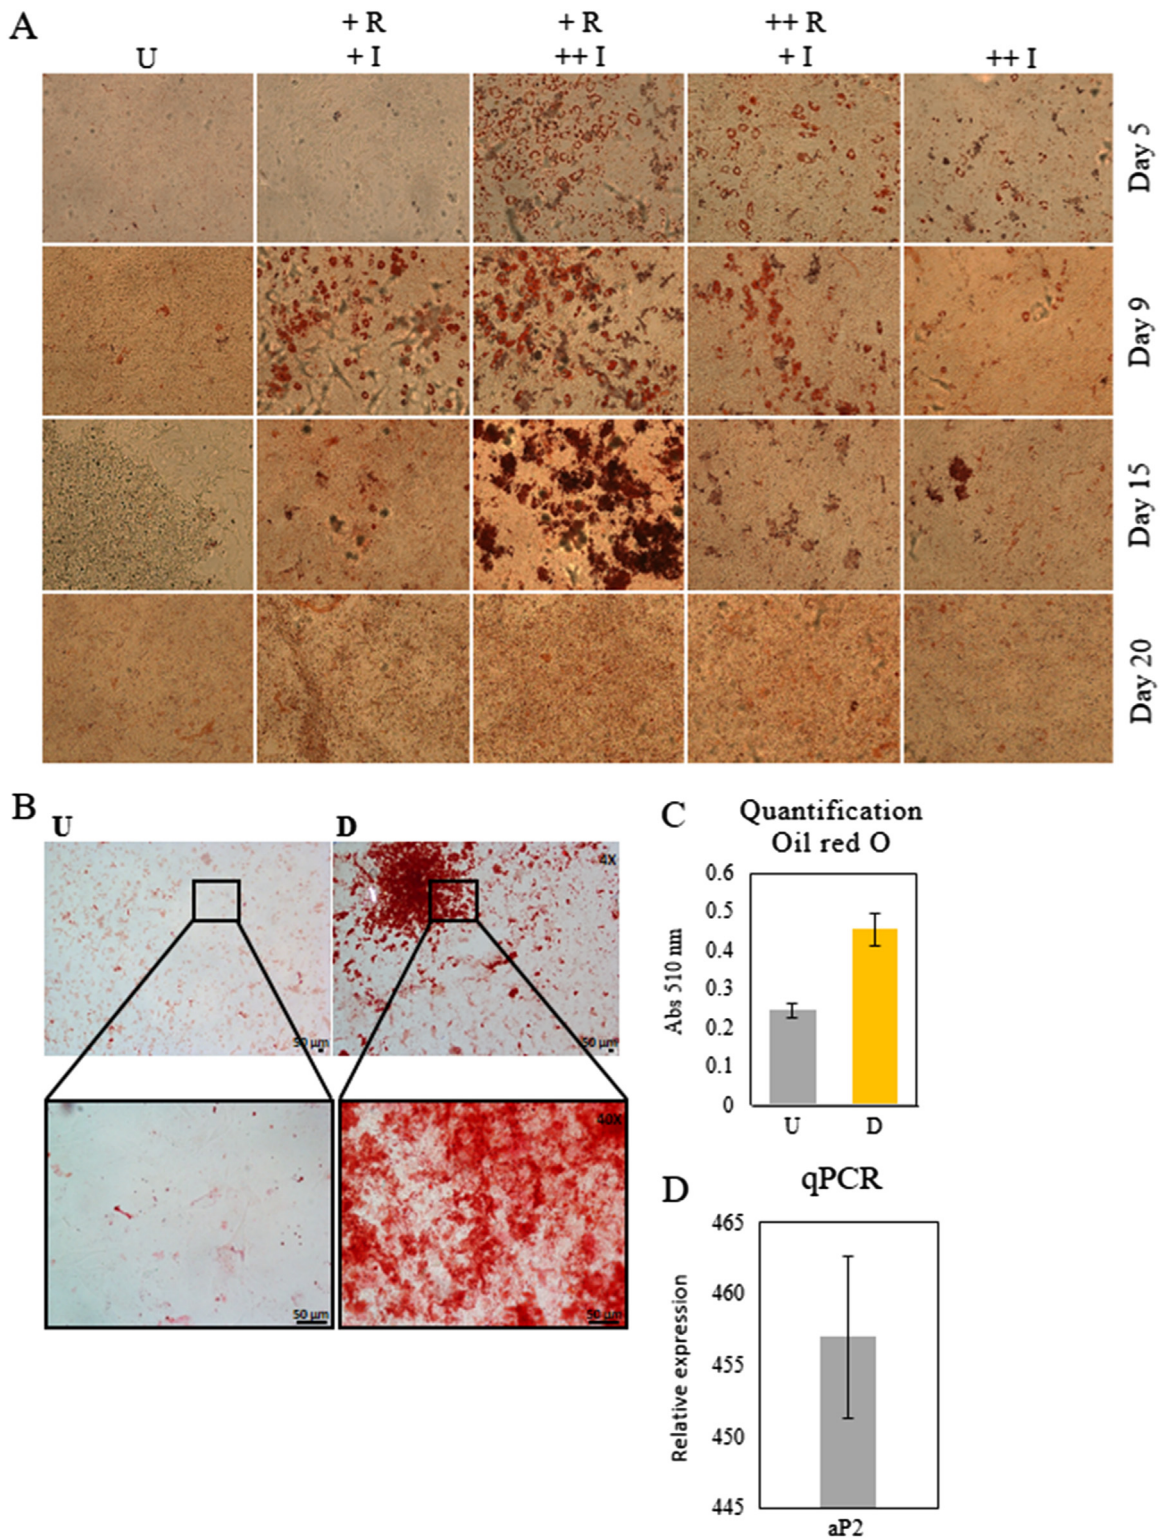 A
U
+ R
+ I
+ R
++ I
++ R
+ I
++ I
Day 5
Day 9
Day 15
Day 20
B
U
D
4X
50 µm
50 µm
40X
50 µm
50 µm
C
Quantification
Oil red O
Abs 510 nm
0.6
0.5
0.4
0.3
0.2
0.1
0
U
D
D
qPCR
Relative expression
465
460
455
450
445
aP2